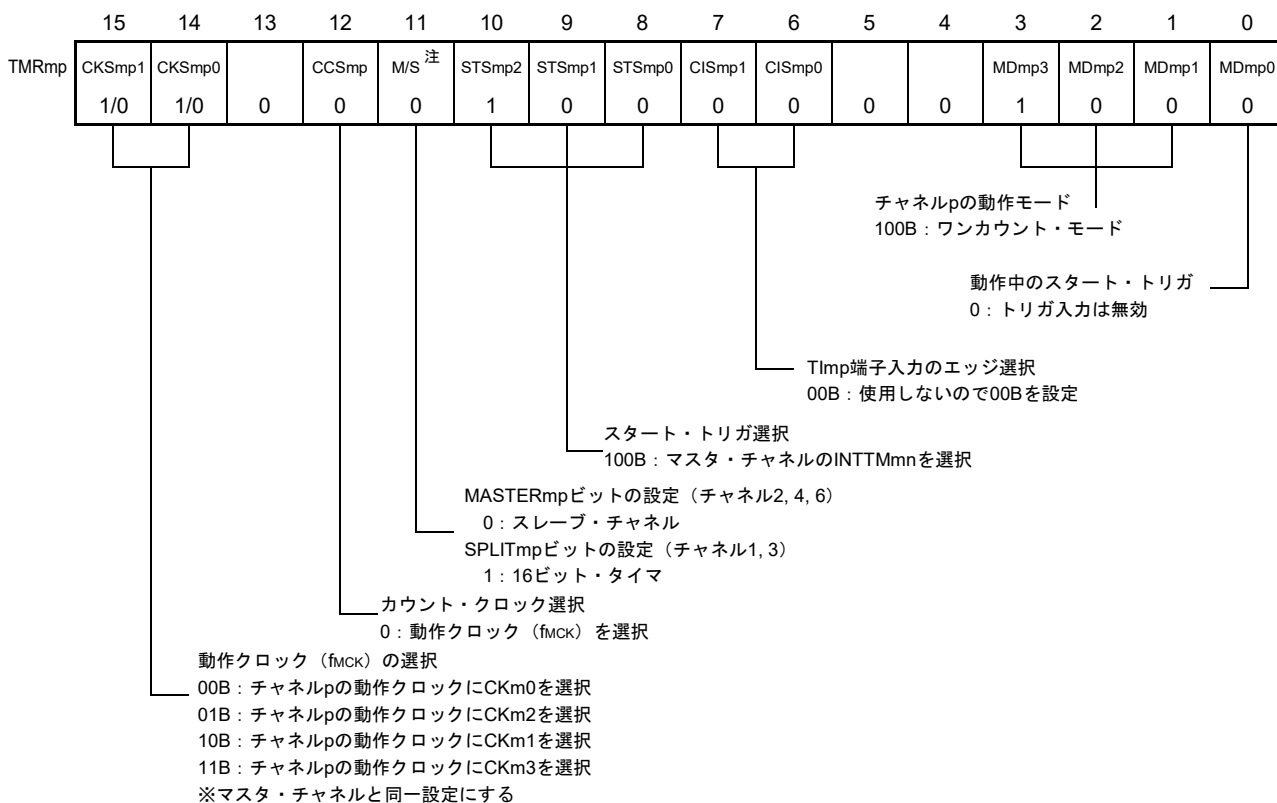 15 14 13 12 11 10 9 8 7 6 5 4 3 2 1 0
TMRmp CKSmp1 CKSmp0 CCSmp M/S 注 STSmp2 STSmp1 STSmp0 CISmp1 CISmp0 MDmp3 MDmp2 MDmp1 MDmp0
1/0 1/0 0 0 0 1 0 0 0 0 0 0 1 0 0 0
チャネルpの動作モード
100B：ワンカウント・モード
動作中のスタート・トリガ
0：トリガ入力は無効
TImp端子入力のエッジ選択
00B：使用しないので00Bを設定
スタート・トリガ選択
100B：マスタ・チャネルのINTTMmnを選択
MASTERmpビットの設定（チャネル2, 4, 6）
0：スレーブ・チャネル
SPLITmpビットの設定（チャネル1, 3）
1：16ビット・タイマ
カウント・クロック選択
0：動作クロック（fMCK）を選択
動作クロック（fMCK）の選択
00B：チャネルpの動作クロックにCKm0を選択
01B：チャネルpの動作クロックにCKm2を選択
10B：チャネルpの動作クロックにCKm1を選択
11B：チャネルpの動作クロックにCKm3を選択
※マスタ・チャネルと同一設定にする